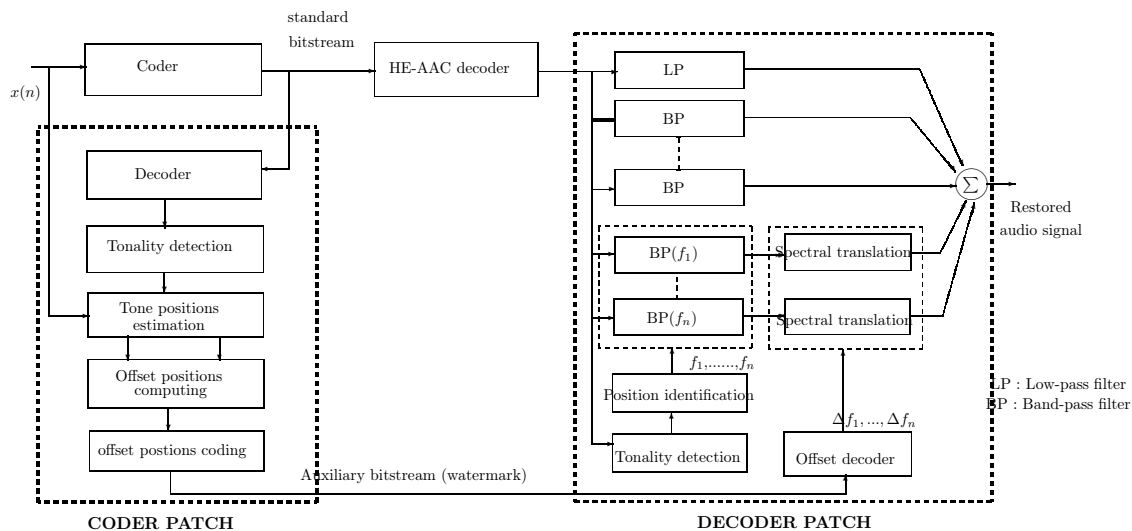 standard
bitstream
x(n)
Coder
HE-AAC decoder
LP
BP
BP
Decoder
Tonality detection
Tone positions
estimation
Offset positions
computing
offset postions coding
BP(f₁)
BP(fₙ)
Spectral translation
Spectral translation
∑
Restored
audio signal
f₁,......,fₙ
Position identification
Tonality detection
Δf₁, ..., Δfₙ
Offset decoder
LP : Low-pass filter
BP : Band-pass filter
Auxiliary bitstream (watermark)
CODER PATCH
DECODER PATCH